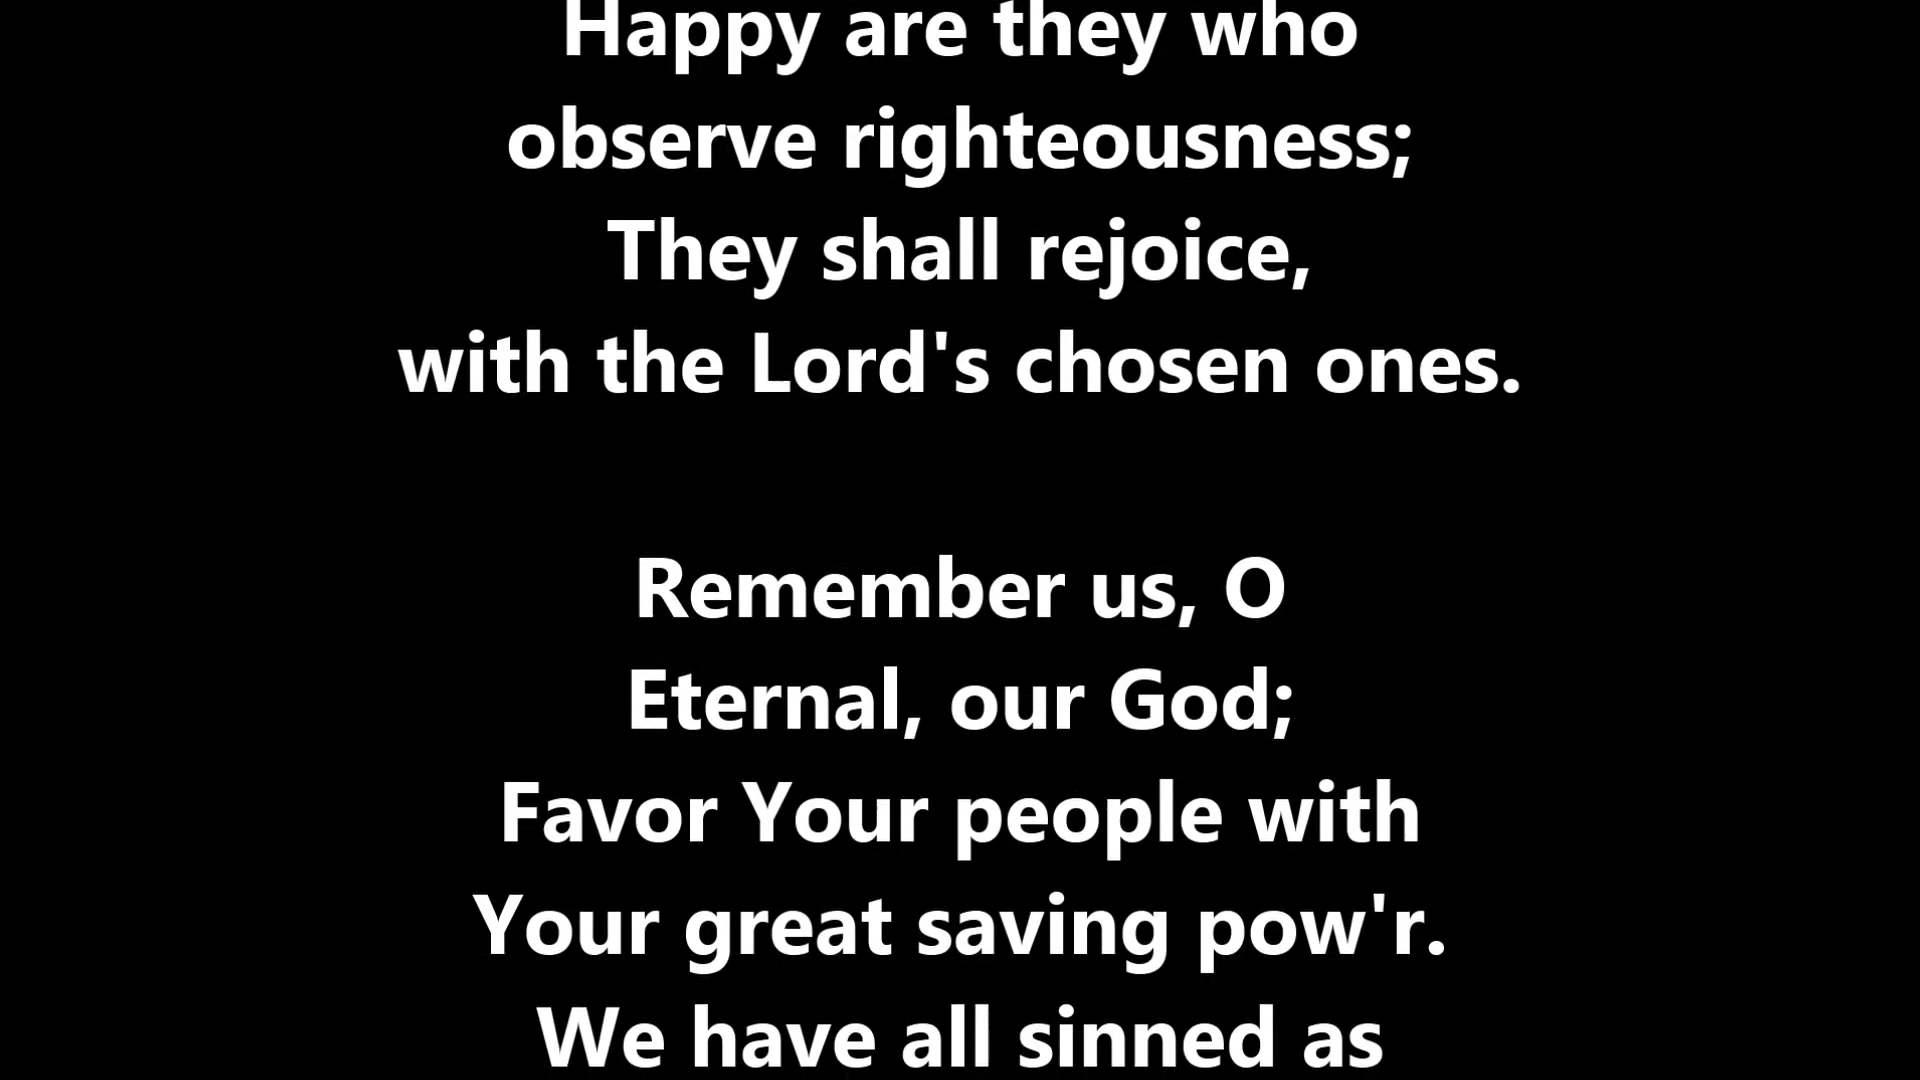 Happy are they who
observe righteousness;
They shall rejoice,
with the Lord's chosen ones.
Remember us, O
Eternal, our God;
Favor Your people with
Your great saving pow'r.
We have all sinned as